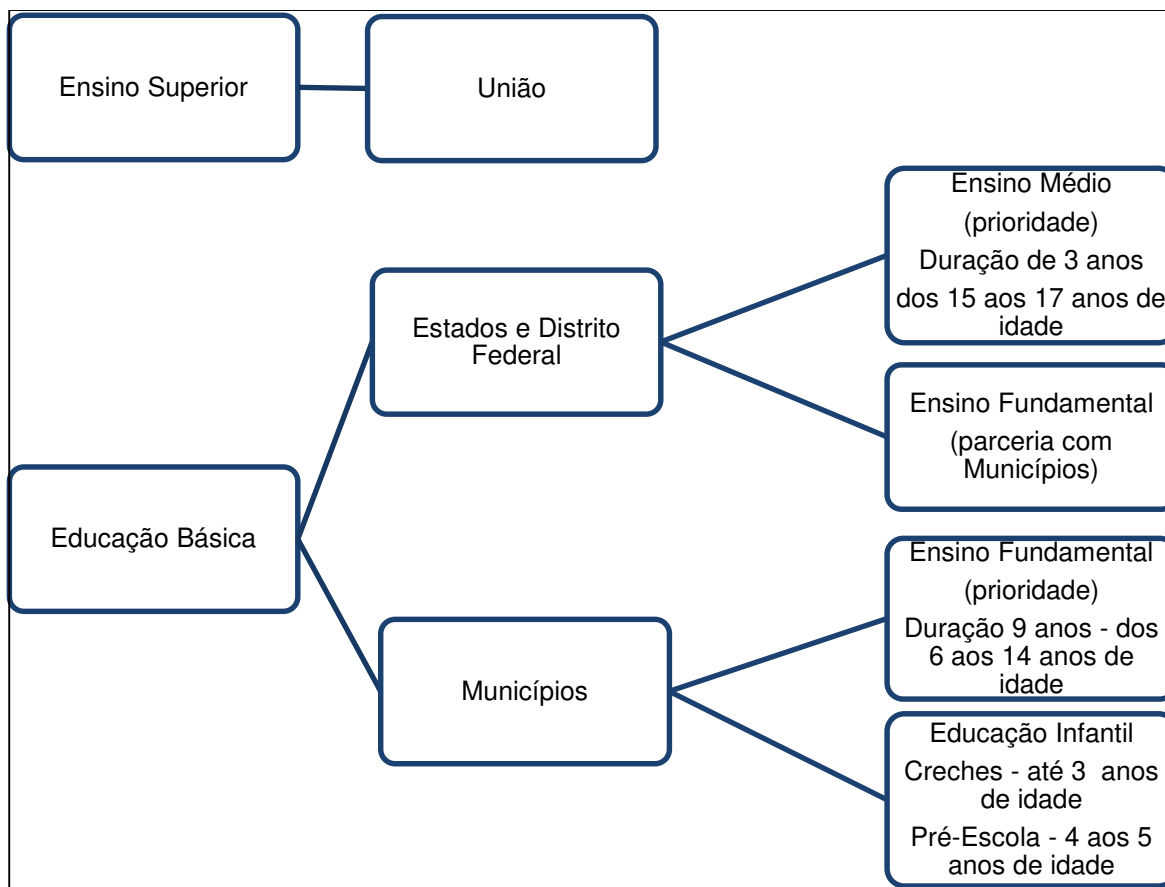 Ensino Superior
União
Educação Básica
Estados e Distrito
Federal
Ensino Médio
(prioridade)
Duração de 3 anos
dos 15 aos 17 anos de
idade
Ensino Fundamental
(parceria com
Municípios)
Municípios
Ensino Fundamental
(prioridade)
Duração 9 anos - dos
6 aos 14 anos de
idade
Educação Infantil
Creches - até 3 anos
de idade
Pré-Escola - 4 aos 5
anos de idade